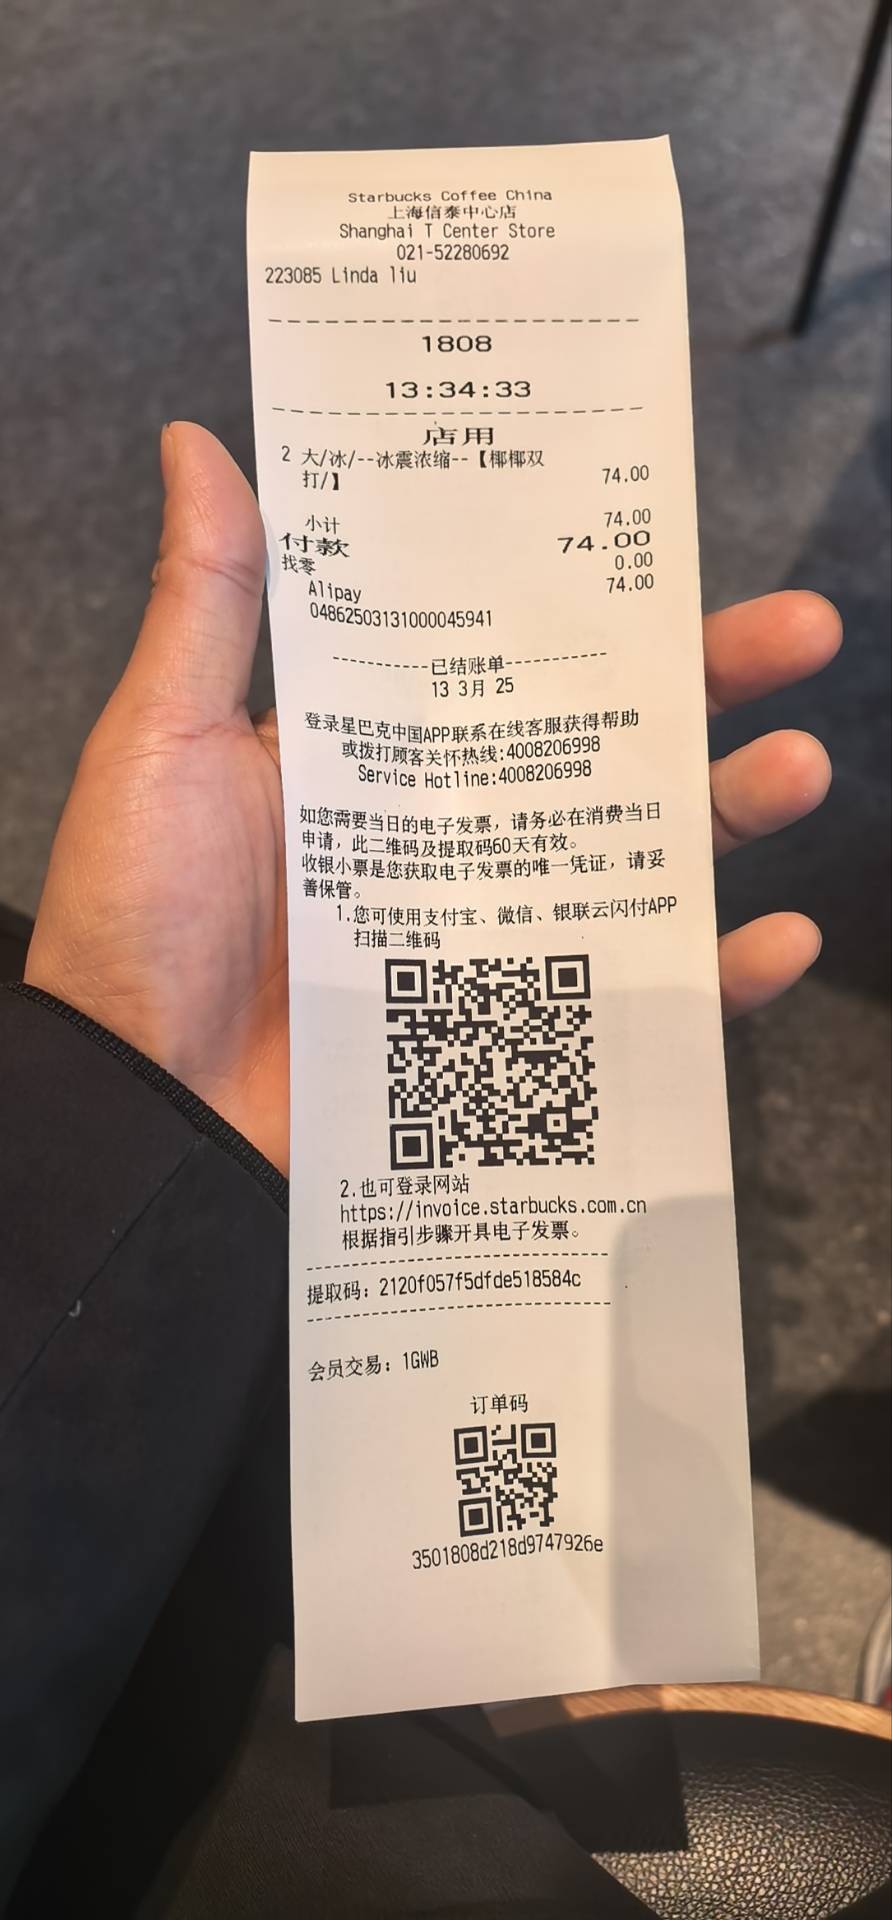 Starbucks Coffee China
上海信泰中心店
Shanghai T Center Store
021-52280692
223085 Linda liu
1808
13:34:33
店用
2 大/冰/--冰震浓缩--【椰椰双
打/】 74.00
小计 74.00
付款 74.00
找零 0.00
Alipay 74.00
04862503131000045941
-----------已结账单-----------
13 3月 25
登录星巴克中国APP联系在线客服获得帮助
或拨打顾客关怀热线:4008206998
Service Hotline:4008206998
如您需要当日的电子发票，请务必在消费当日
申请，此二维码及提取码60天有效。
收银小票是您获取电子发票的唯一凭证，请妥
善保管。
1.您可使用支付宝、微信、银联云闪付APP
扫描二维码
2.也可登录网站
https://invoice.starbucks.com.cn
根据指引步骤开具电子发票。
提取码：2120f057f5dfde518584c
会员交易：1GWB
订单码
3501808d218d9747926e